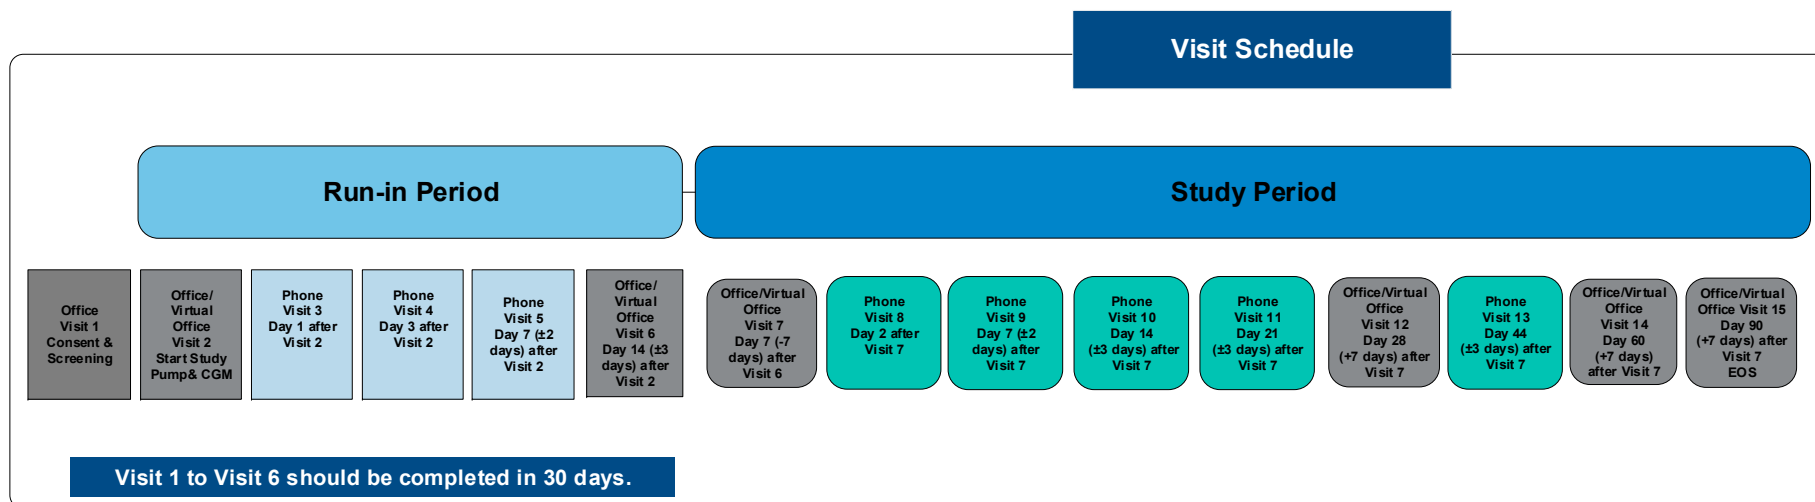 Visit Schedule
Run-in Period
Study Period
Office
Visit 1
Consent &
Screening
Office/
Virtual
Office
Visit 2
Start Study
Pump& CGM
Phone
Visit 3
Day 1 after
Visit 2
Phone
Visit 4
Day 3 after
Visit 2
Phone
Visit 5
Day 7 (±2
days) after
Visit 2
Office/
Virtual
Office
Visit 6
Day 14 (±3
days) after
Visit 2
Office/Virtual
Office
Visit 7
Day 7 (-7
days) after
Visit 6
Phone
Visit 8
Day 2 after
Visit 7
Phone
Visit 9
Day 7 (±2
days) after
Visit 7
Phone
Visit 10
Day 14
(±3 days) after
Visit 7
Phone
Visit 11
Day 21
(±3 days) after
Visit 7
Office/Virtual
Office
Visit 12
Day 28
(+7 days) after
Visit 7
Phone
Visit 13
Day 44
(±3 days) after
Visit 7
Office/Virtual
Office
Visit 14
Day 60
(+7 days)
after Visit 7
Office/Virtual
Office Visit 15
Day 90
(+7 days) after
Visit 7
EOS
Visit 1 to Visit 6 should be completed in 30 days.